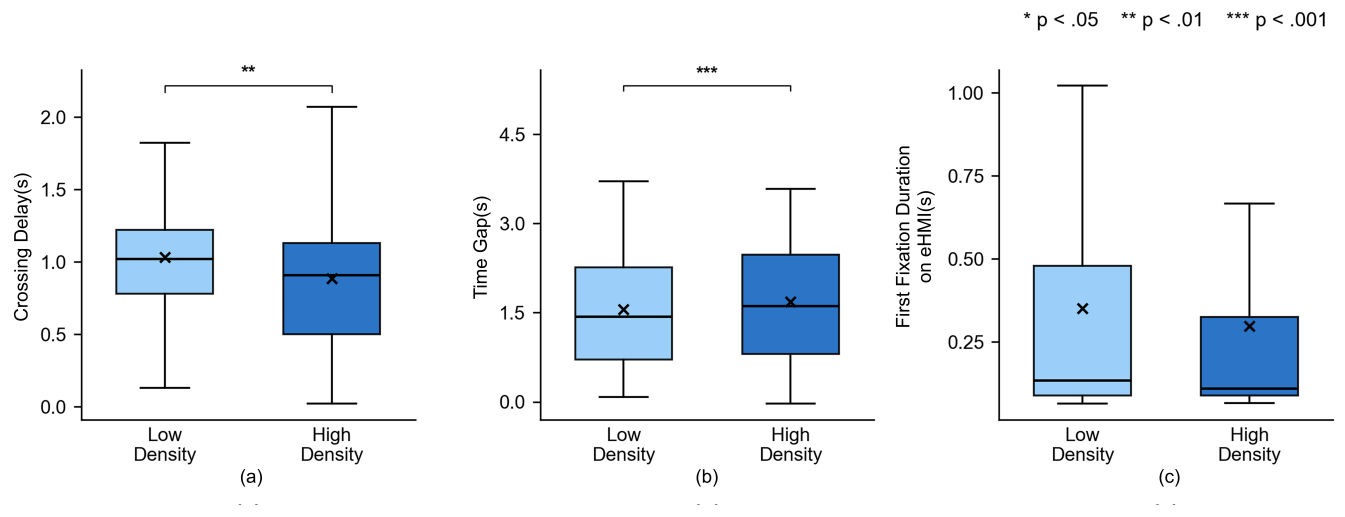 * p < .05 ** p < .01 *** p < .001
**
Crossing Delay(s)
2.0
1.5
1.0
0.5
0.0
Low
Density
High
Density
(a)
***
Time Gap(s)
4.5
3.0
1.5
0.0
Low
Density
High
Density
(b)
First Fixation Duration
on eHMI(s)
1.00
0.75
0.50
0.25
Low
Density
High
Density
(c)